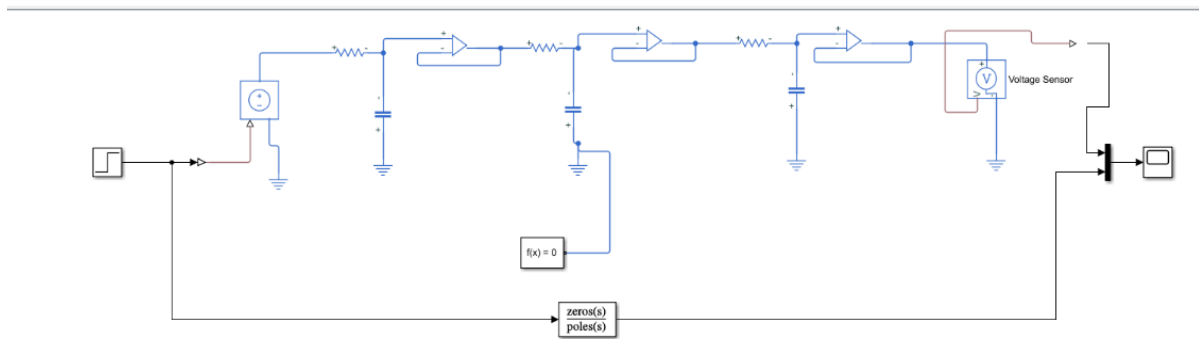 Voltage Sensor
V
f(x) = 0
zeros(s)
poles(s)